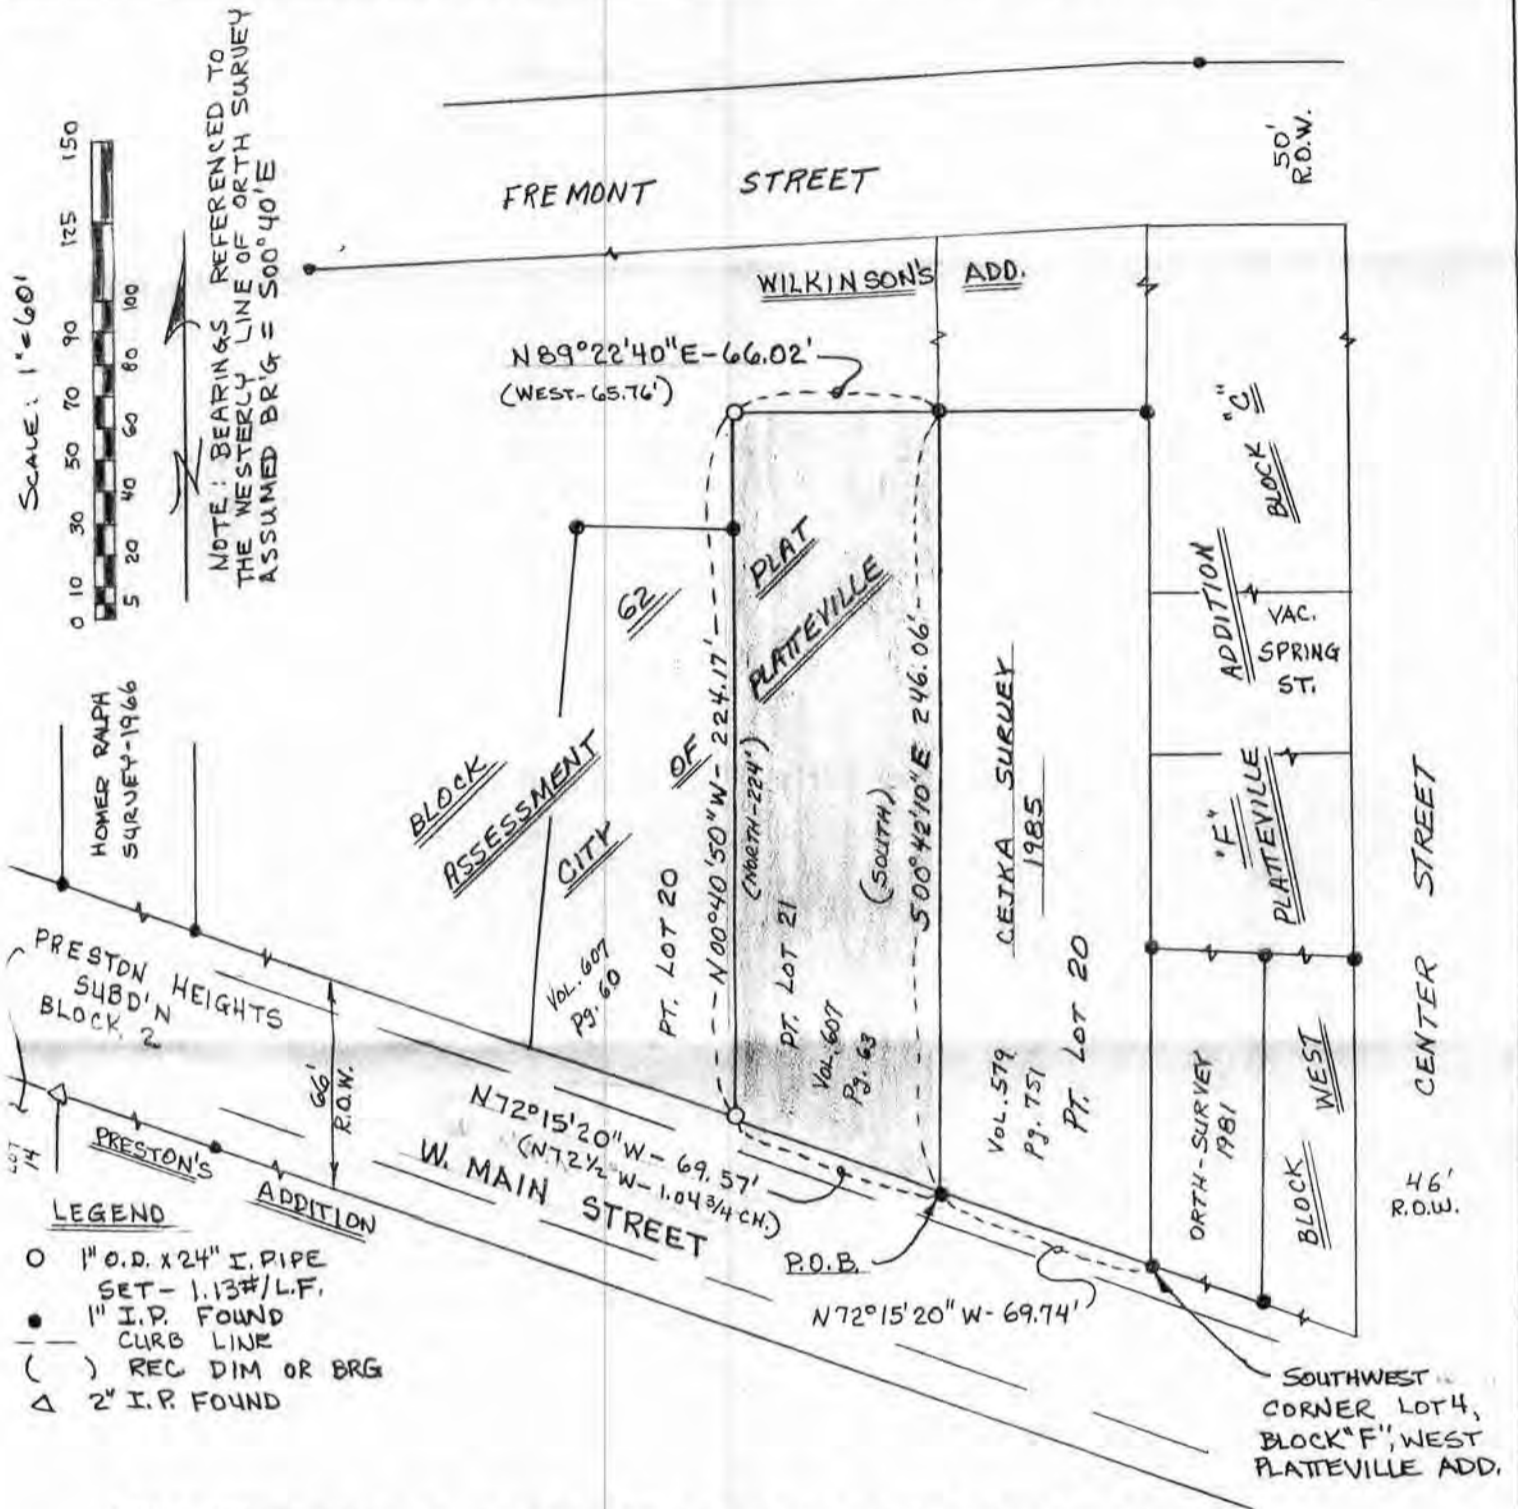 SCALE: 1"=60'
0 10 30 50 70 90 125 150
5 20 40 60 80 100
NOTE: BEARINGS REFERENCED TO
THE WESTERLY LINE OF ORTH SURVEY
ASSUMED BR'G = S00°40'E
FREMONT STREET
50'
R.O.W.
WILKINSON'S ADD.
N89°22'40"E-66.02'
(WEST-65.76')
BLOCK "C"
ADDITION
VAC.
SPRING
ST.
"F"
PLATTEVILLE
62
PLAT
PLATTEVILLE
OF
BLOCK
ASSESSMENT
CITY
HOMER RALPH
SURVEY-1966
N00°40'50"W-224.17'
(NORTH-224')
(SOUTH)
S00°42'10"E 246.06'
CEJKA SURVEY
1985
PT. LOT 20
VOL. 607
Pg. 60
PT. LOT 21
VOL. 607
Pg. 63
PT. LOT 20
VOL. 579
Pg. 751
ORTH-SURVEY
1981
BLOCK WEST
CENTER STREET
46'
R.O.W.
PRESTON HEIGHTS
SUBD'N
BLOCK 2
66'
R.O.W.
LOT
14
PRESTON'S
ADDITION
W. MAIN STREET
N72°15'20"W-69.57'
(N72½°W-1.04¾CH.)
P.O.B.
N72°15'20"W-69.74'
SOUTHWEST
CORNER LOT 4,
BLOCK "F", WEST
PLATTEVILLE ADD.
LEGEND
1" O.D. X 24" I. PIPE
SET - 1.13#/L.F.
1" I.P. FOUND
CURB LINE
( ) REC DIM OR BRG
2" I.P. FOUND